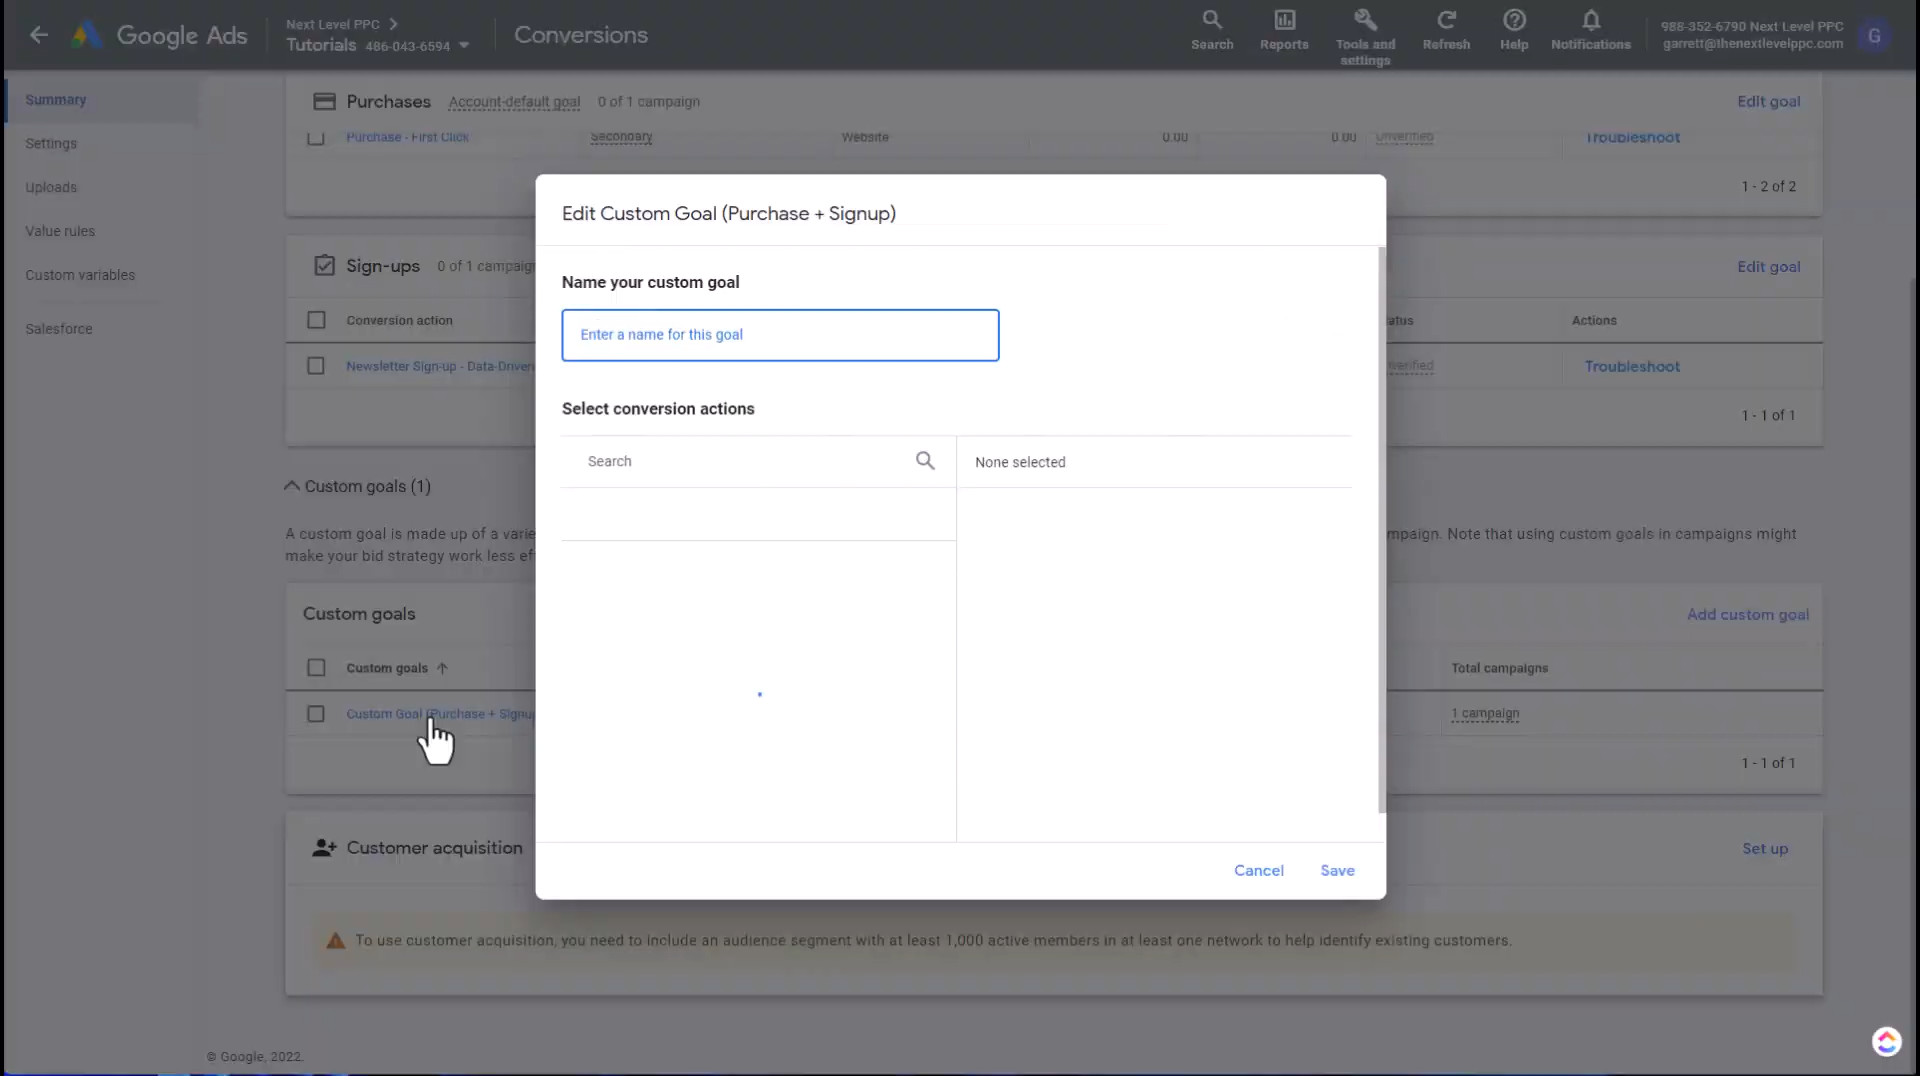 Google Ads
Next Level PPC
Tutorials 486-043-6594
Conversions
Search
Reports
Tools and settings
Refresh
Help
Notifications
988-352-6790 Next Level PPC
garrett@thenextlevelppc.com
G
Summary
Settings
Uploads
Value rules
Custom variables
Salesforce
Purchases Account-default goal 0 of 1 campaign Edit goal
Purchase - First Click Secondary Website 0.00 0.00 Unverified Troubleshoot
1 - 2 of 2
Sign-ups 0 of 1 campaign Edit goal
Conversion action atus Actions
Newsletter Sign-up - Data-Driven verified Troubleshoot
1 - 1 of 1
Custom goals (1)
A custom goal is made up of a varie mpaign. Note that using custom goals in campaigns might
make your bid strategy work less ef
Custom goals Add custom goal
Custom goals Total campaigns
Custom Goal (Purchase + Signup 1 campaign
1 - 1 of 1
Customer acquisition Set up
To use customer acquisition, you need to include an audience segment with at least 1,000 active members in at least one network to help identify existing customers.
© Google, 2022.
Edit Custom Goal (Purchase + Signup)
Name your custom goal
Enter a name for this goal
Select conversion actions
Search
None selected
Cancel Save